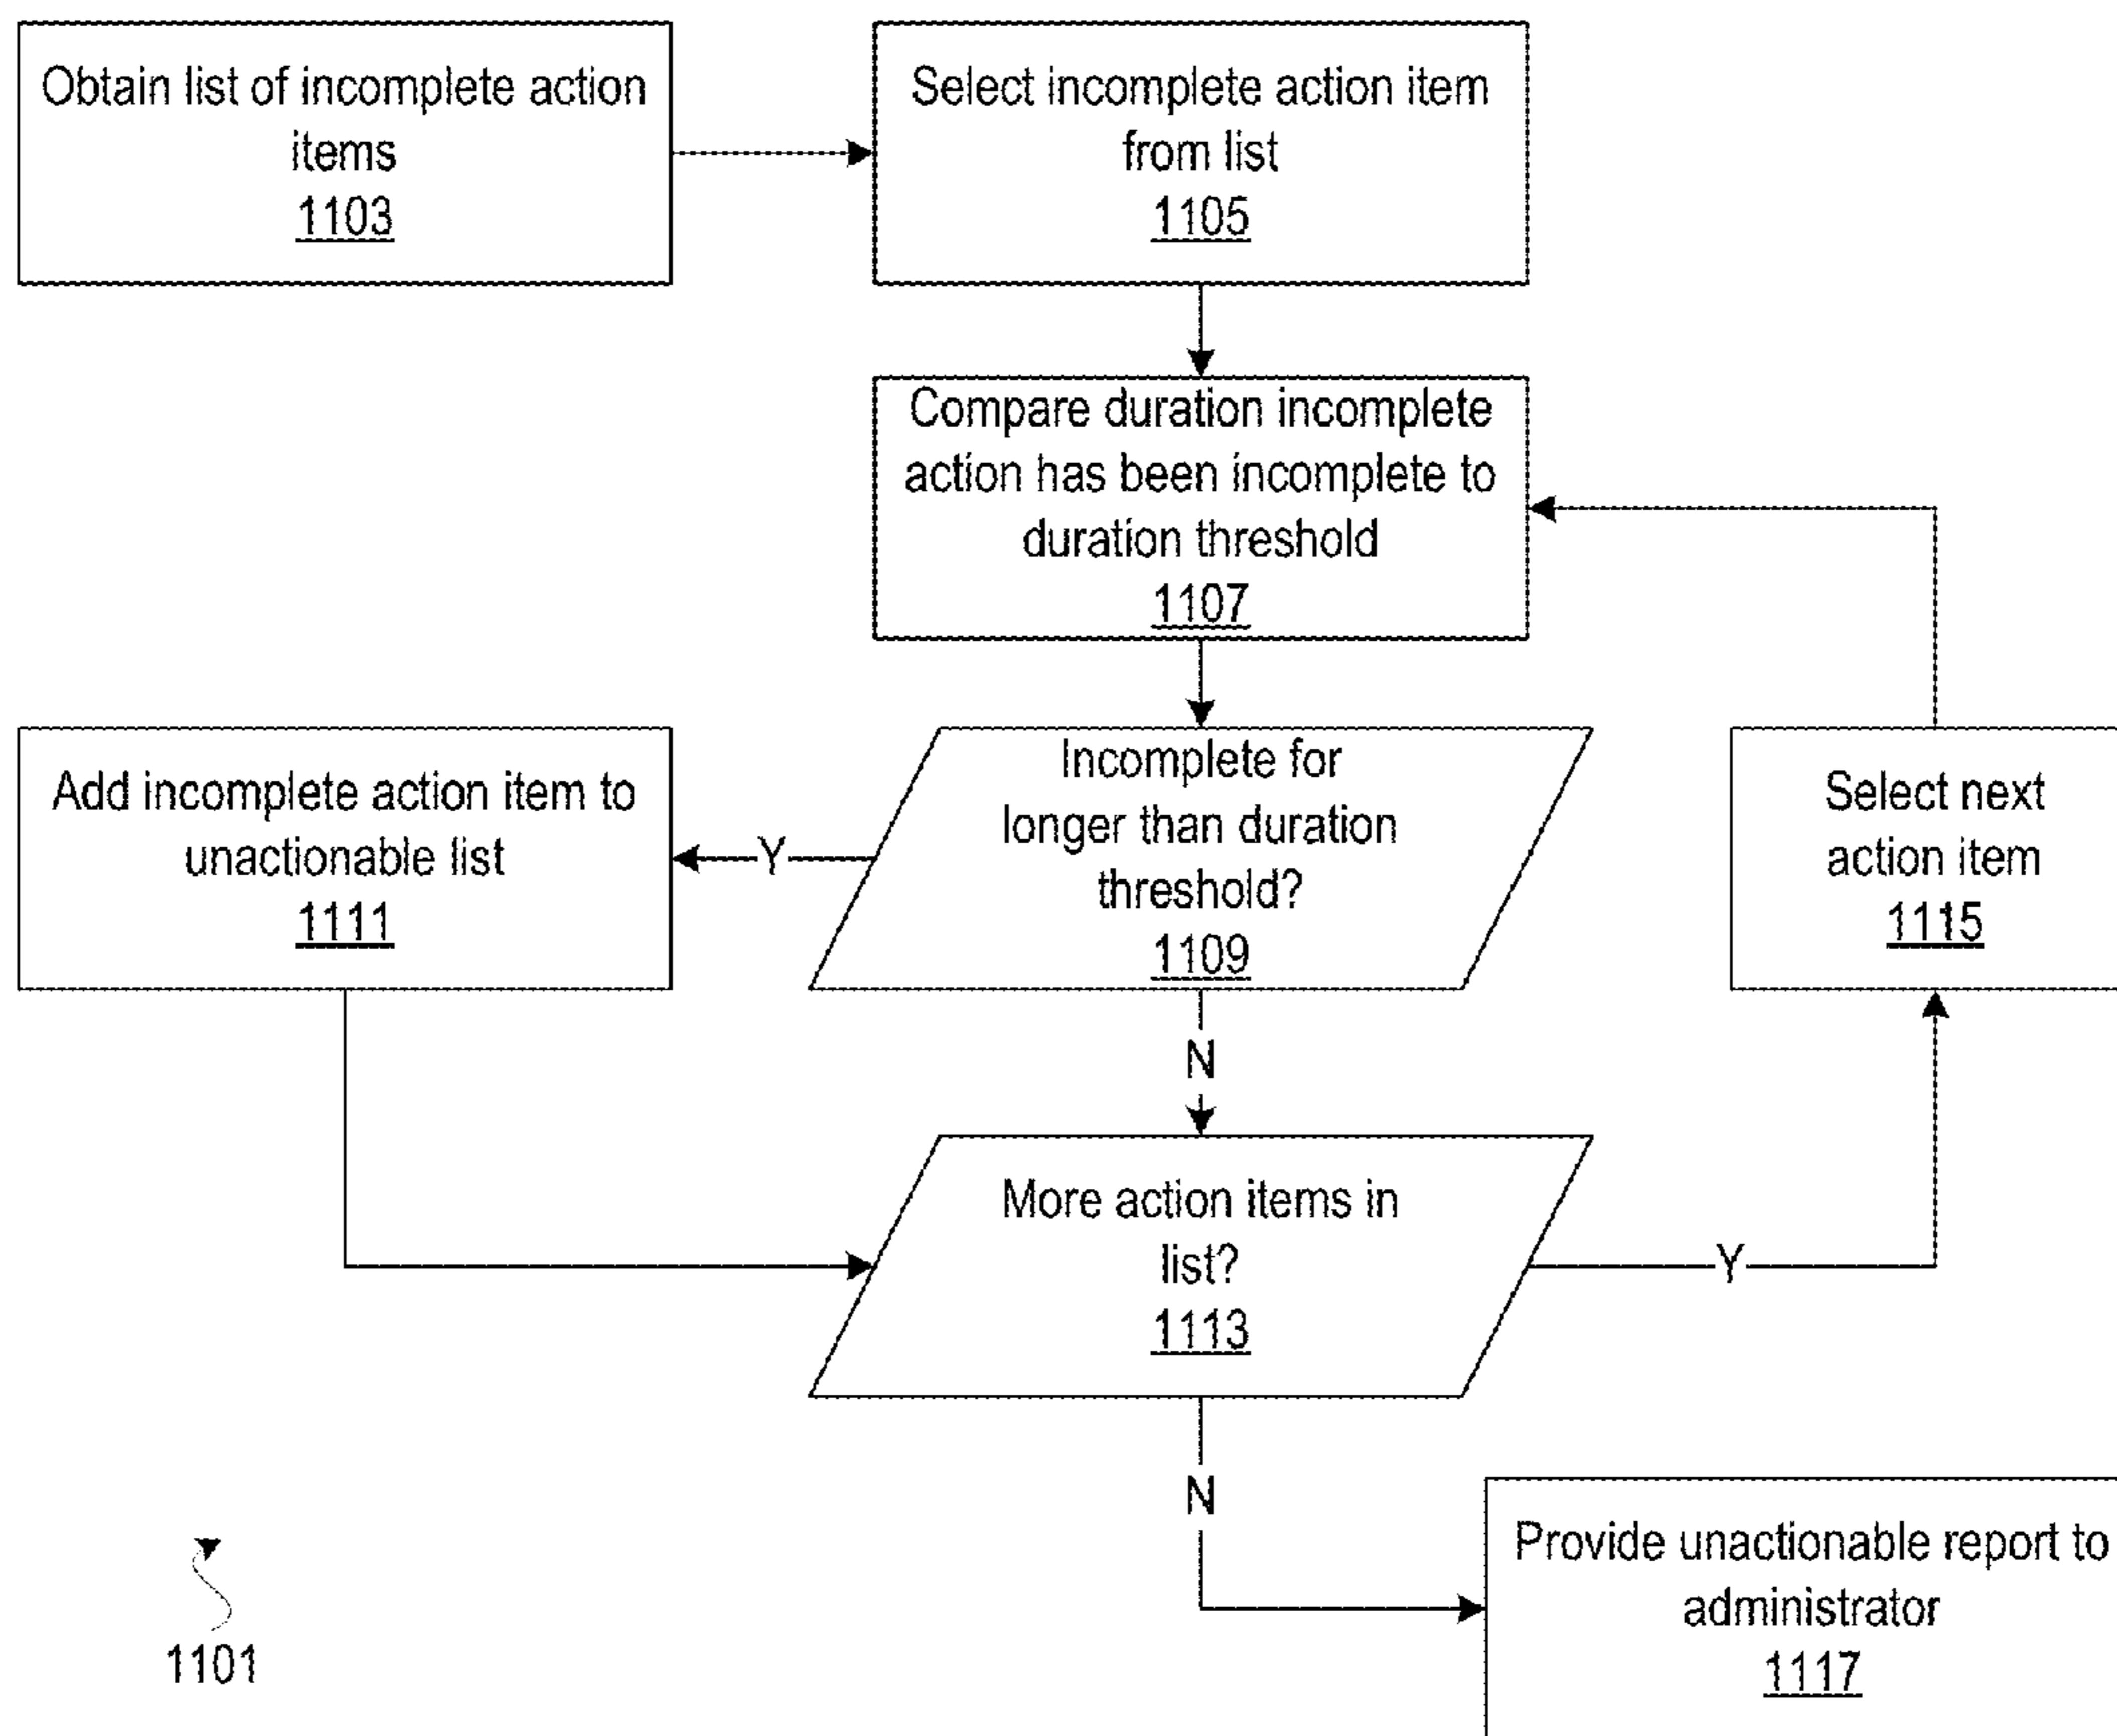 Obtain list of incomplete action
items
1103
Select incomplete action item
from list
1105
Compare duration incomplete
action has been incomplete to
duration threshold
1107
Incomplete for
longer than duration
threshold?
1109
Y
Add incomplete action item to
unactionable list
1111
Select next
action item
1115
N
More action items in
list?
1113
Y
N
Provide unactionable report to
administrator
1117
1101